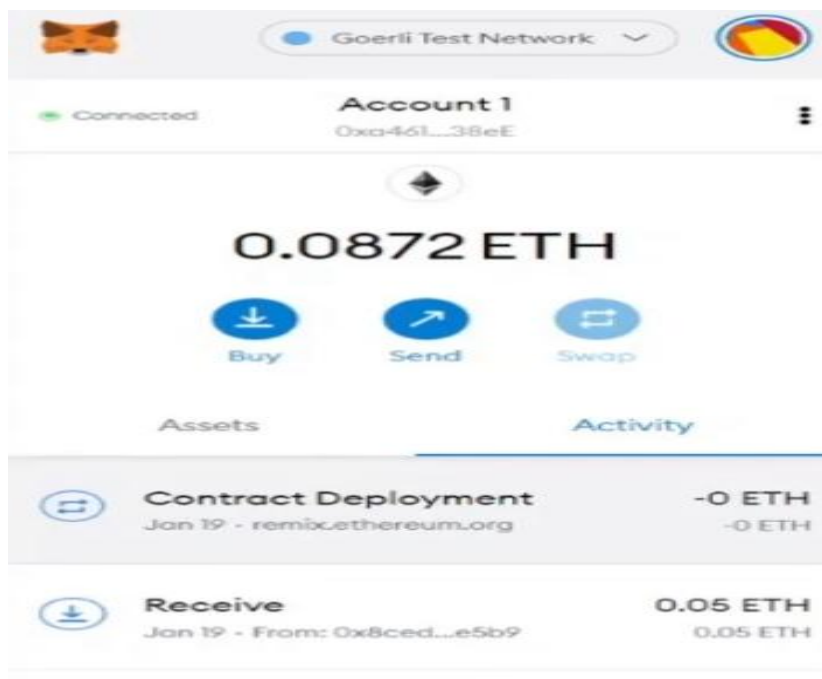 Goerli Test Network
Connected
Account 1
0xa461...38eE
0.0872 ETH
Buy Send Swap
Assets Activity
Contract Deployment -0 ETH
Jan 19 - remix.ethereum.org -0 ETH
Receive 0.05 ETH
Jan 19 - From: 0x8ced...e5b9 0.05 ETH